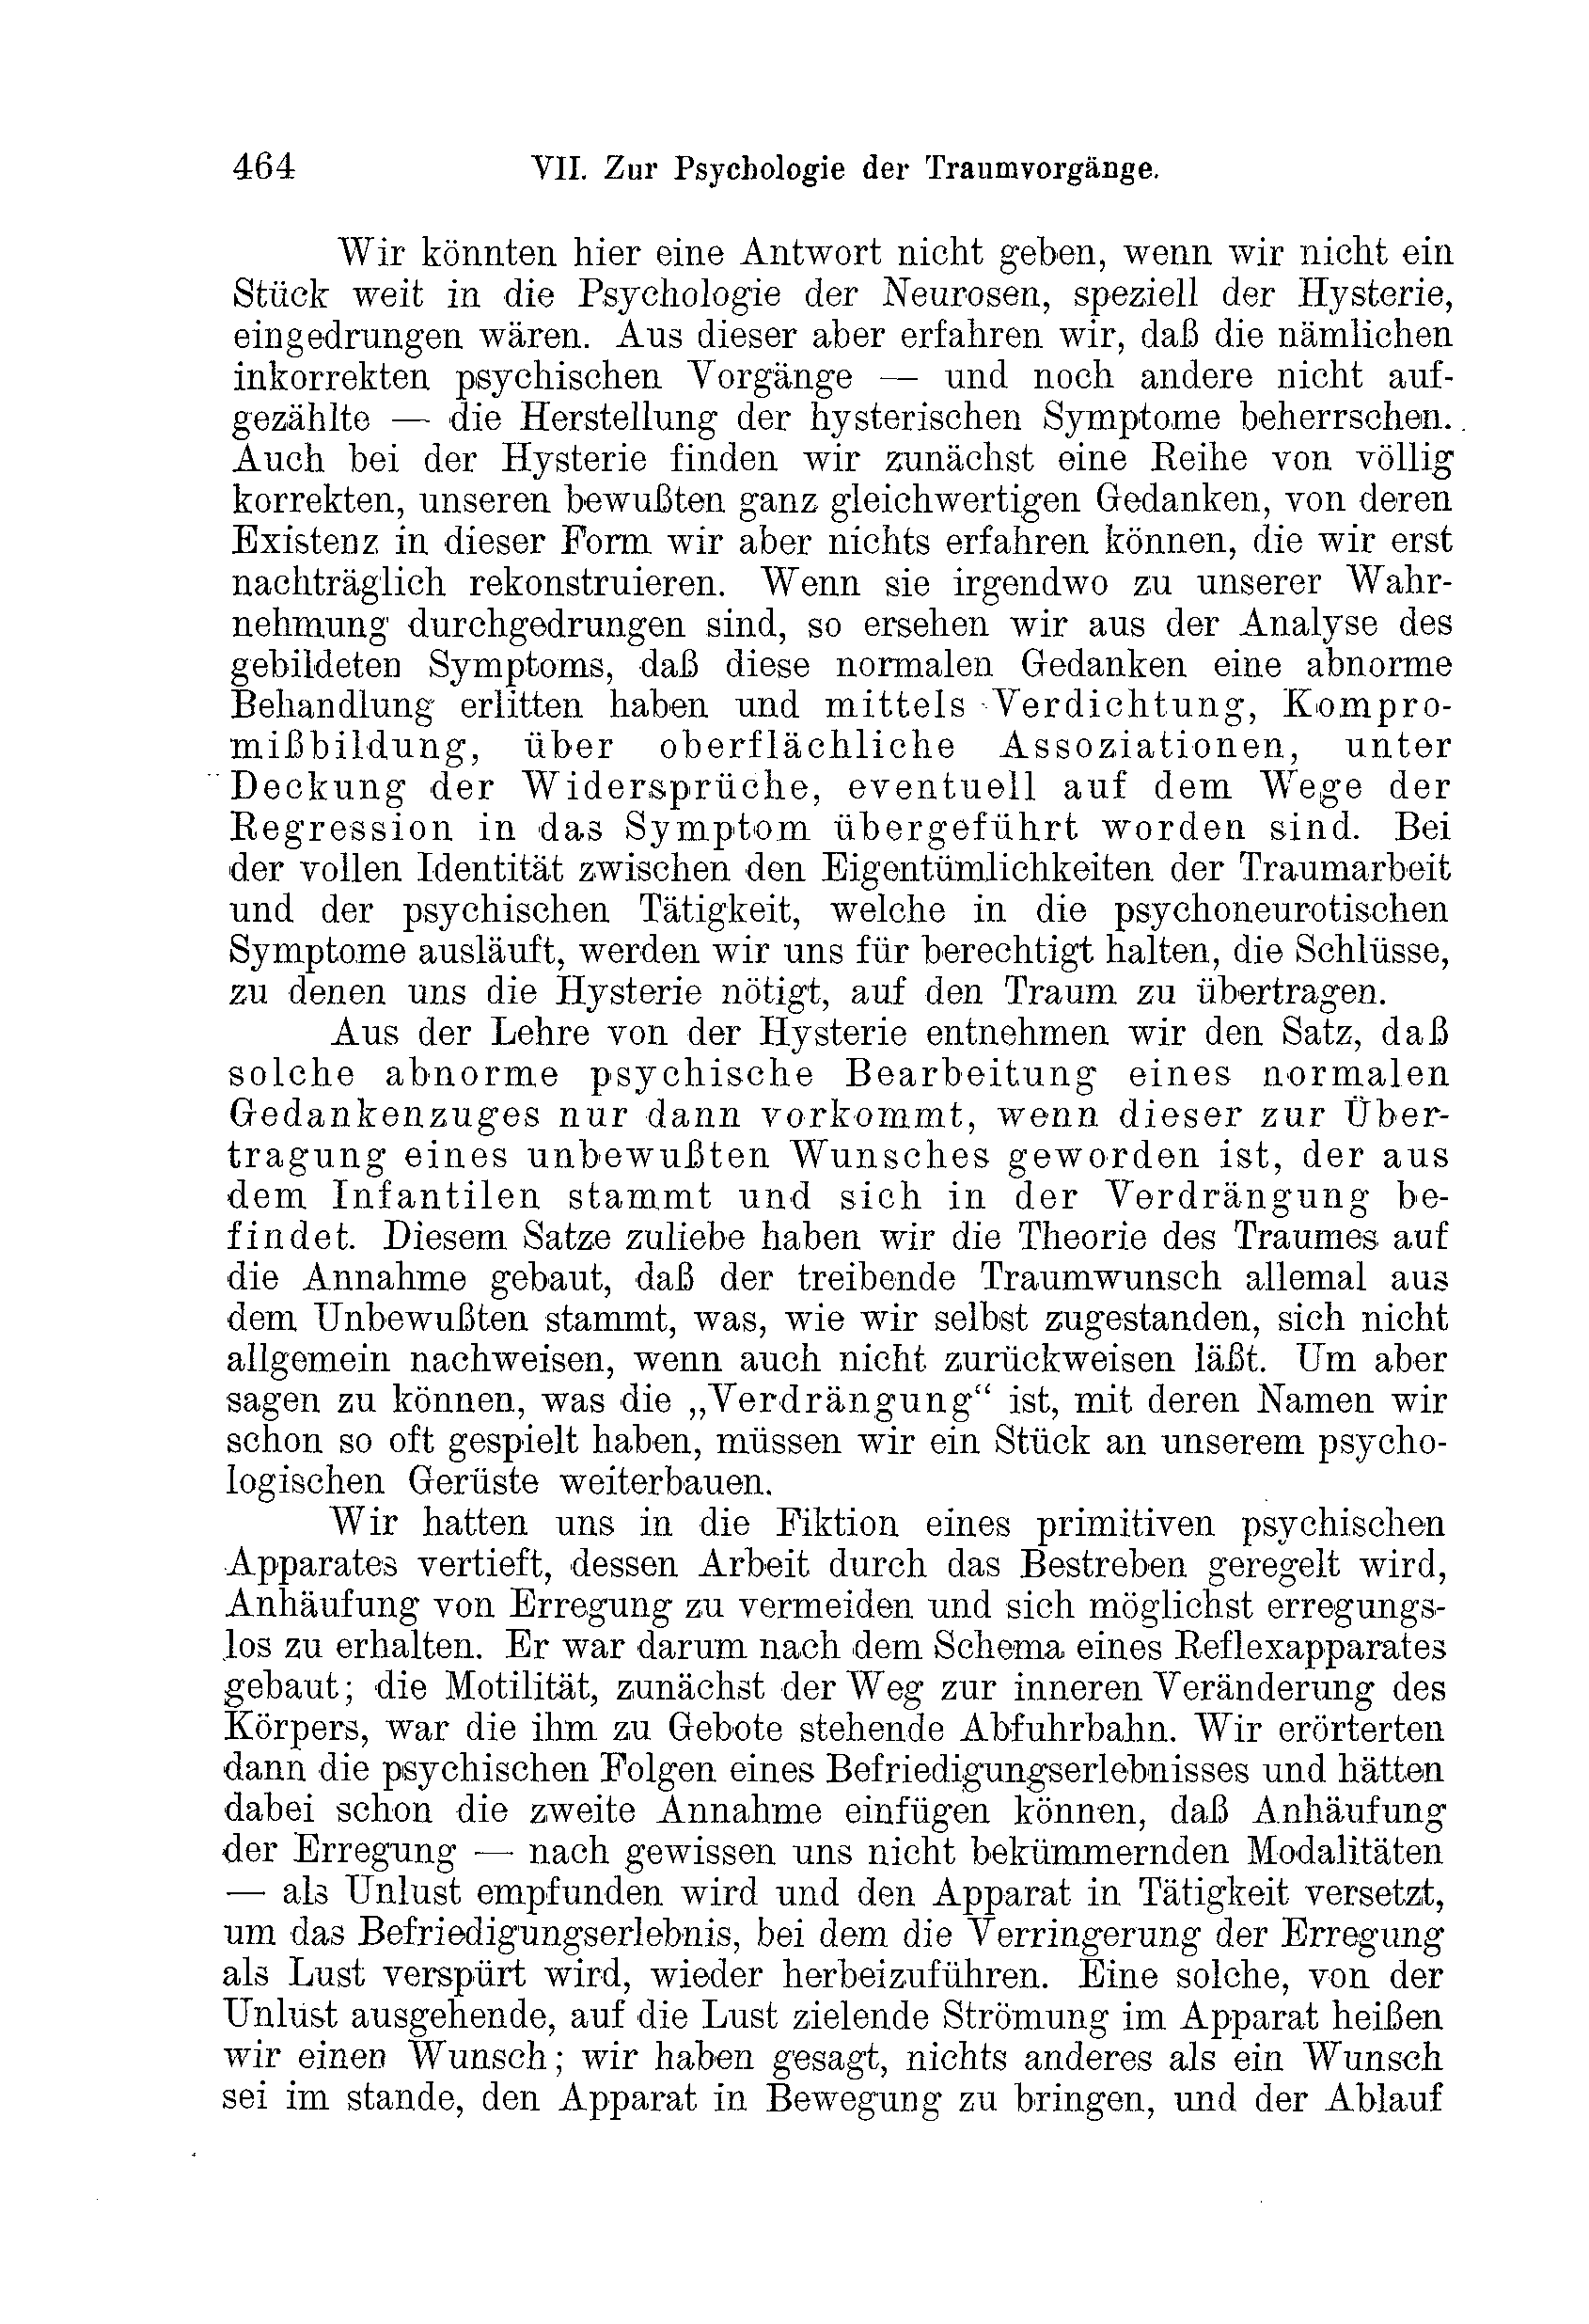 464 VII. Zur Psychologie der Traumvorgänge.
Wir könnten hier eine Antwort nicht geben, wenn wir nicht ein
Stück weit in die Psychologie der Neurosen, speziell der Hysterie,
eingedrungen wären. Aus dieser aber erfahren wir, daß die nämlichen
inkorrekten psychischen Vorgänge — und noch andere nicht auf-
gezählte — die Herstellung der hysterischen Symptome beherrschen.
Auch bei der Hysterie finden wir zunächst eine Reihe von völlig
korrekten, unseren bewußten ganz gleichwertigen Gedanken, von deren
Existenz in dieser Form wir aber nichts erfahren können, die wir erst
nachträglich rekonstruieren. Wenn sie irgendwo zu unserer Wahr-
nehmung durchgedrungen sind, so ersehen wir aus der Analyse des
gebildeten Symptoms, daß diese normalen Gedanken eine abnorme
Behandlung erlitten haben und mittels Verdichtung, Kompro-
mißbildung, über oberflächliche Assoziationen, unter
Deckung der Widersprüche, eventuell auf dem Wege der
Regression in das Symptom übergeführt worden sind. Bei
der vollen Identität zwischen den Eigentümlichkeiten der Traumarbeit
und der psychischen Tätigkeit, welche in die psychoneurotischen
Symptome ausläuft, werden wir uns für berechtigt halten, die Schlüsse,
zu denen uns die Hysterie nötigt, auf den Traum zu übertragen.
Aus der Lehre von der Hysterie entnehmen wir den Satz, daß
solche abnorme psychische Bearbeitung eines normalen
Gedankenzuges nur dann vorkommt, wenn dieser zur Über-
tragung eines unbewußten Wunsches geworden ist, der aus
dem Infantilen stammt und sich in der Verdrängung be-
findet. Diesem Satze zuliebe haben wir die Theorie des Traumes auf
die Annahme gebaut, daß der treibende Traumwunsch allemal aus
dem Unbewußten stammt, was, wie wir selbst zugestanden, sich nicht
allgemein nachweisen, wenn auch nicht zurückweisen läßt. Um aber
sagen zu können, was die „Verdrängung“ ist, mit deren Namen wir
schon so oft gespielt haben, müssen wir ein Stück an unserem psycho-
logischen Gerüste weiterbauen.
Wir hatten uns in die Fiktion eines primitiven psychischen
Apparates vertieft, dessen Arbeit durch das Bestreben geregelt wird,
Anhäufung von Erregung zu vermeiden und sich möglichst erregungs-
los zu erhalten. Er war darum nach dem Schema eines Reflexapparates
gebaut; die Motilität, zunächst der Weg zur inneren Veränderung des
Körpers, war die ihm zu Gebote stehende Abfuhrbahn. Wir erörterten
dann die psychischen Folgen eines Befriedigungserlebnisses und hätten
dabei schon die zweite Annahme einfügen können, daß Anhäufung
der Erregung — nach gewissen uns nicht bekümmernden Modalitäten
— als Unlust empfunden wird und den Apparat in Tätigkeit versetzt,
um das Befriedigungserlebnis, bei dem die Verringerung der Erregung
als Lust verspürt wird, wieder herbeizuführen. Eine solche, von der
Unlust ausgehende, auf die Lust zielende Strömung im Apparat heißen
wir einen Wunsch; wir haben gesagt, nichts anderes als ein Wunsch
sei im stande, den Apparat in Bewegung zu bringen, und der Ablauf